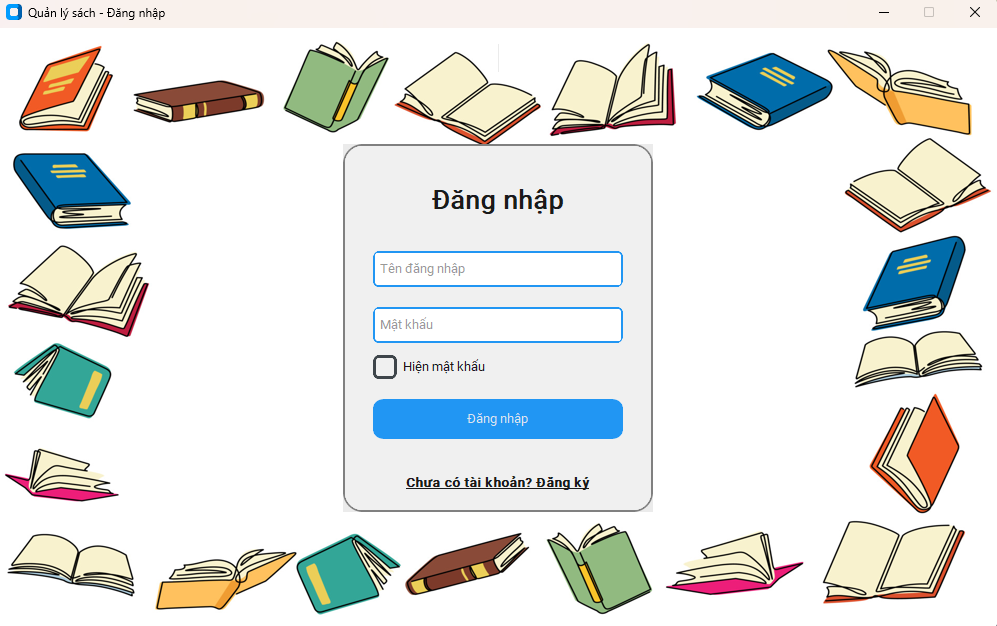 Quản lý sách - Đăng nhập
Đăng nhập
Tên đăng nhập
Mật khẩu
Hiện mật khẩu
Đăng nhập
Chưa có tài khoản? Đăng ký